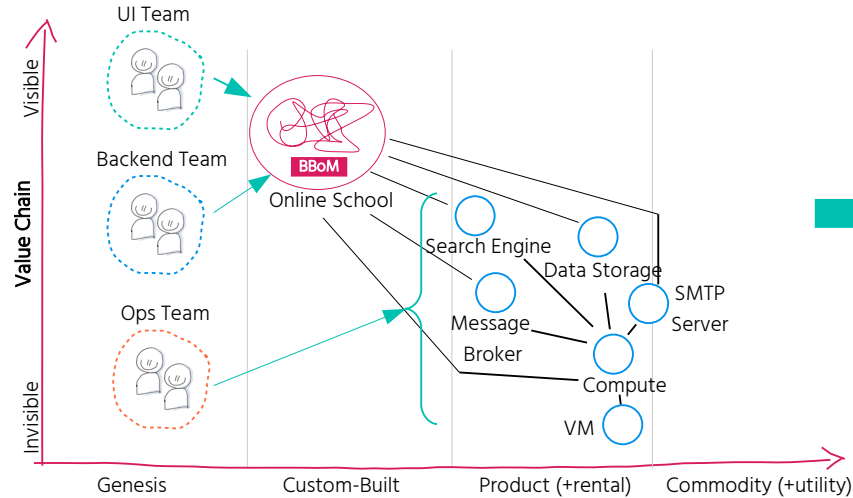 UI Team
Visible
Backend Team
BBoM
Online School
Value Chain
Search Engine
Data Storage
Ops Team
SMTP
Server
Message
Broker
Compute
Invisible
VM
Genesis
Custom-Built
Product (+rental)
Commodity (+utility)